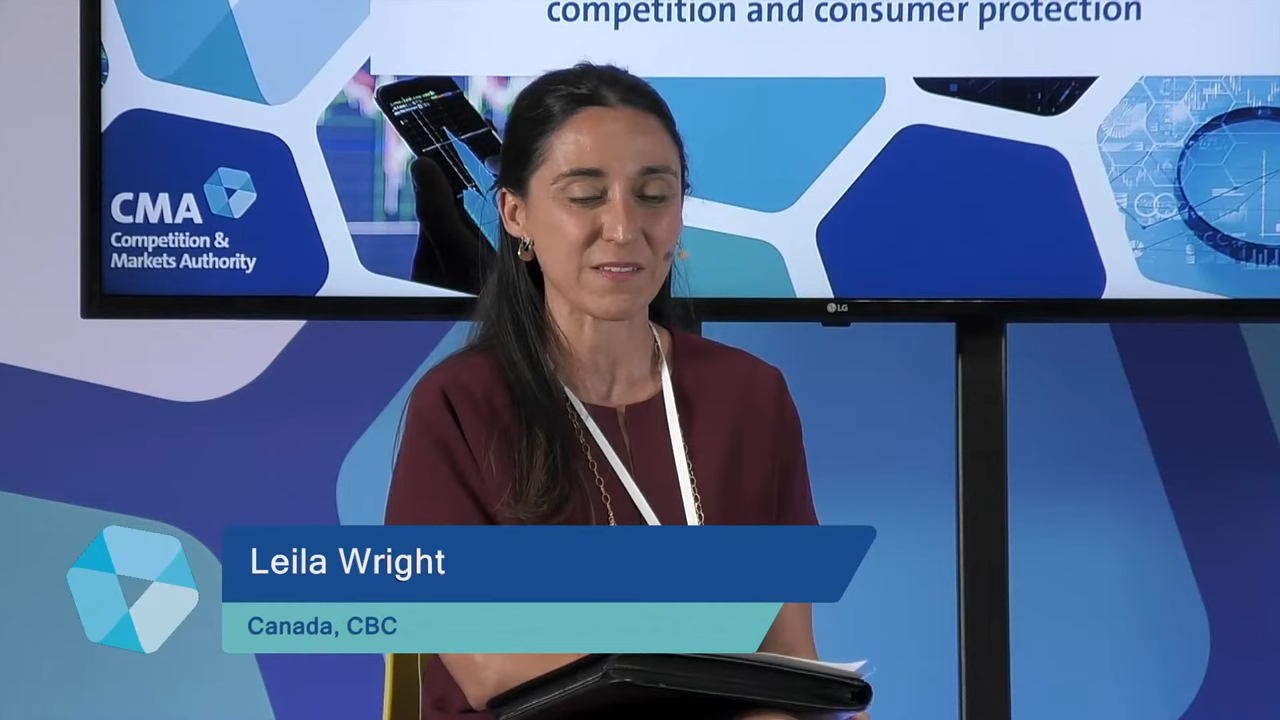 competition and consumer protection
CMA
Competition &
Markets Authority
LG
Leila Wright
Canada, CBC